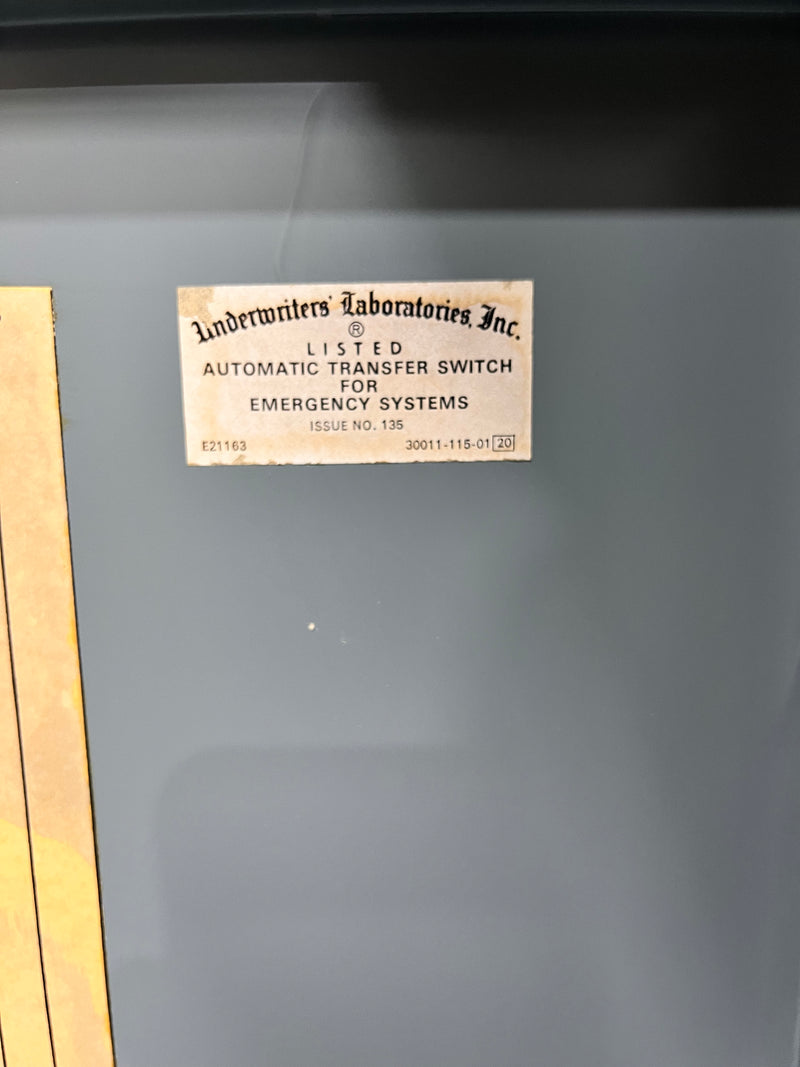 Underwriters' Laboratories, Inc.
®
LISTED
AUTOMATIC TRANSFER SWITCH
FOR
EMERGENCY SYSTEMS
ISSUE NO. 135
E21163 30011-115-01 20